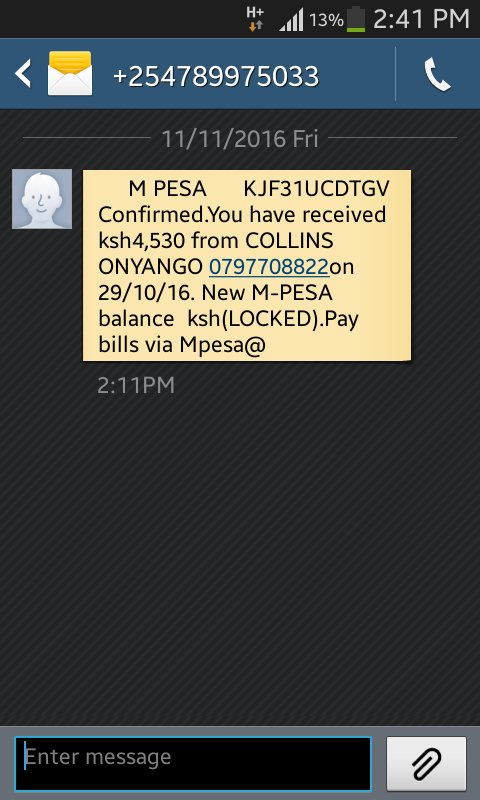 H+ 13% 2:41 PM
+254789975033
11/11/2016 Fri
M PESA KJF31UCDTGV
Confirmed.You have received
ksh4,530 from COLLINS
ONYANGO 0797708822on
29/10/16. New M-PESA
balance ksh(LOCKED).Pay
bills via Mpesa@
2:11PM
Enter message